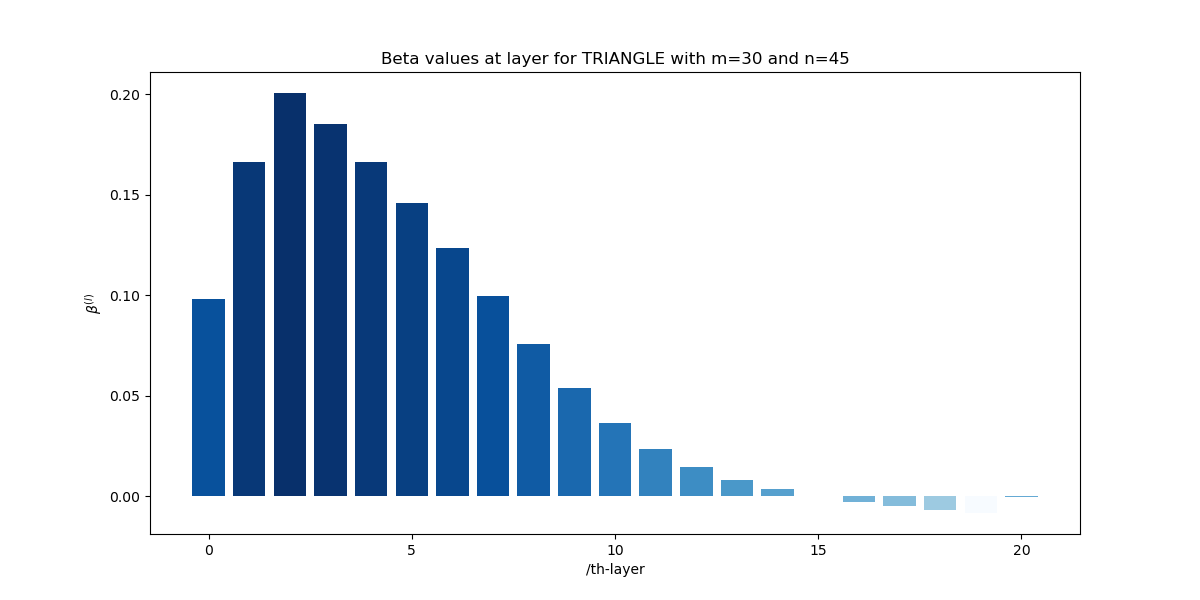 Beta values at layer for TRIANGLE with m=30 and n=45
0.20
0.15
0.10
0.05
0.00
β⁽ˡ⁾
0 5 10 15 20
/th-layer